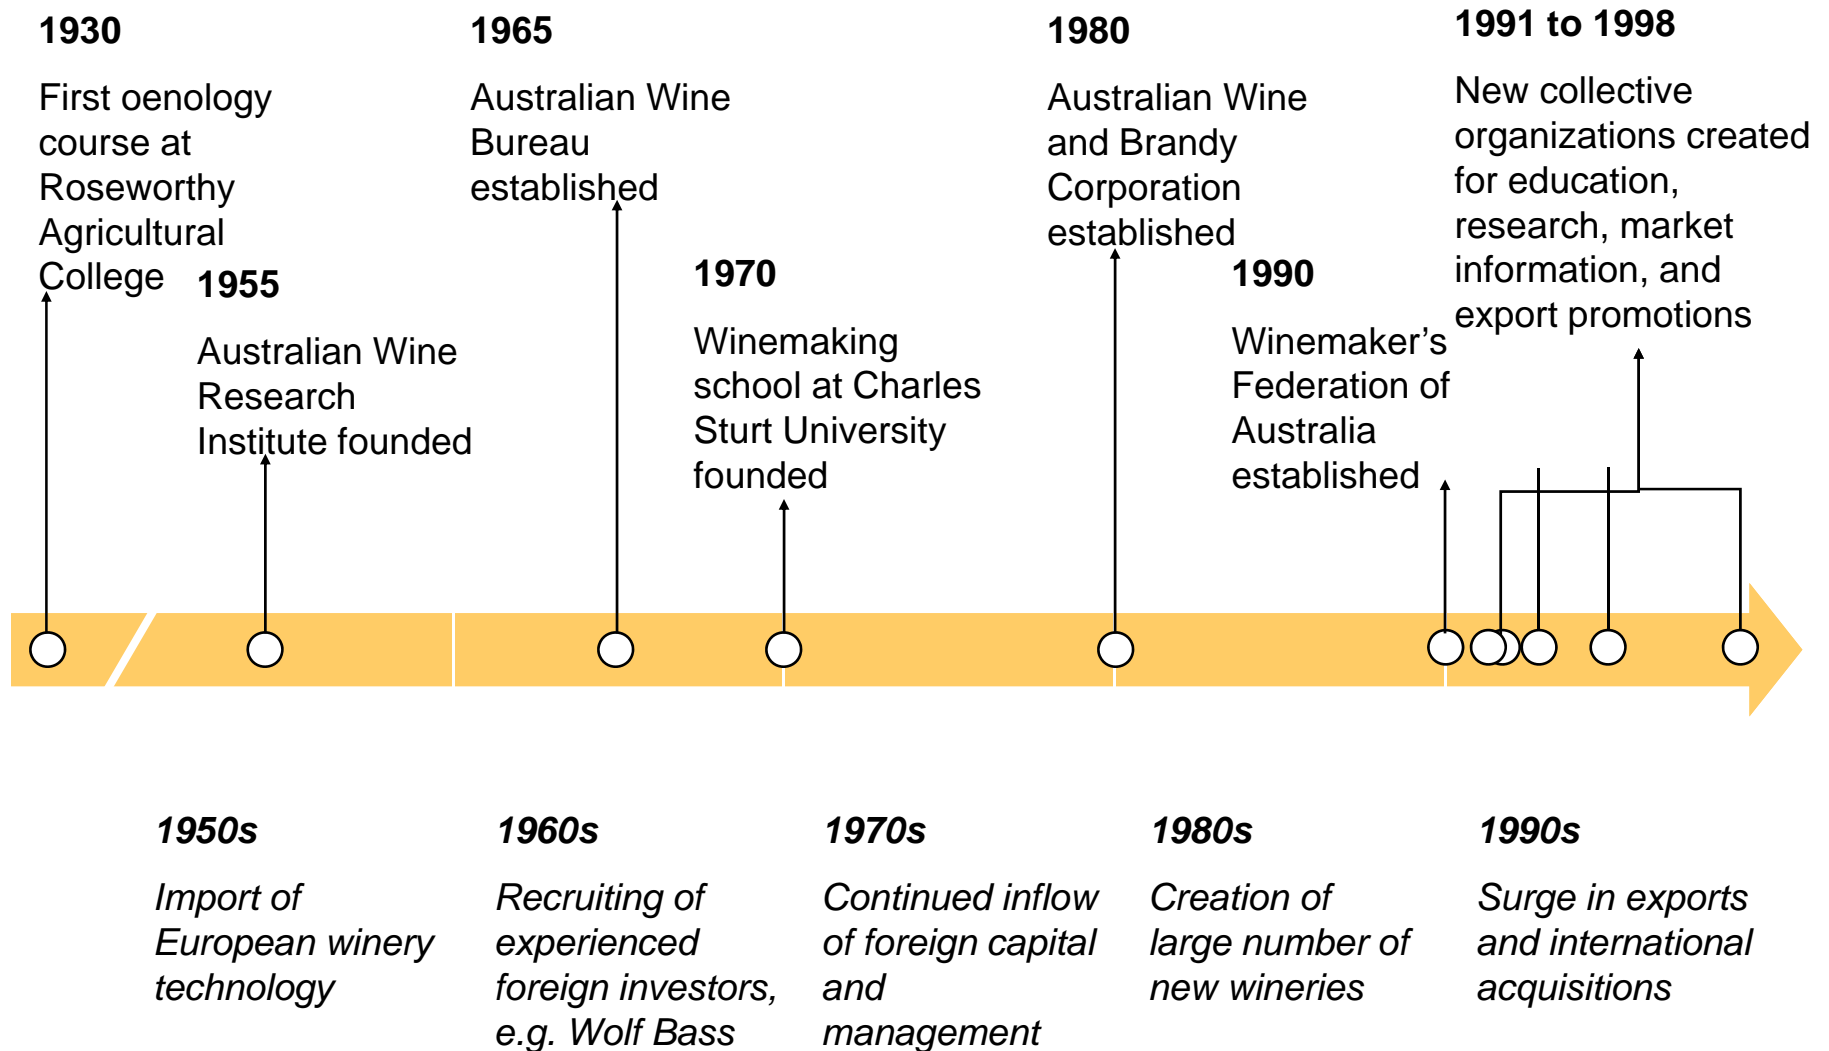 1930
First oenology
course at
Roseworthy
Agricultural
College
1955
Australian Wine
Research
Institute founded
1965
Australian Wine
Bureau
established
1970
Winemaking
school at Charles
Sturt University
founded
1980
Australian Wine
and Brandy
Corporation
established
1990
Winemaker’s
Federation of
Australia
established
1991 to 1998
New collective
organizations created
for education,
research, market
information, and
export promotions
1950s
Import of
European winery
technology
1960s
Recruiting of
experienced
foreign investors,
e.g. Wolf Bass
1970s
Continued inflow
of foreign capital
and
management
1980s
Creation of
large number of
new wineries
1990s
Surge in exports
and international
acquisitions